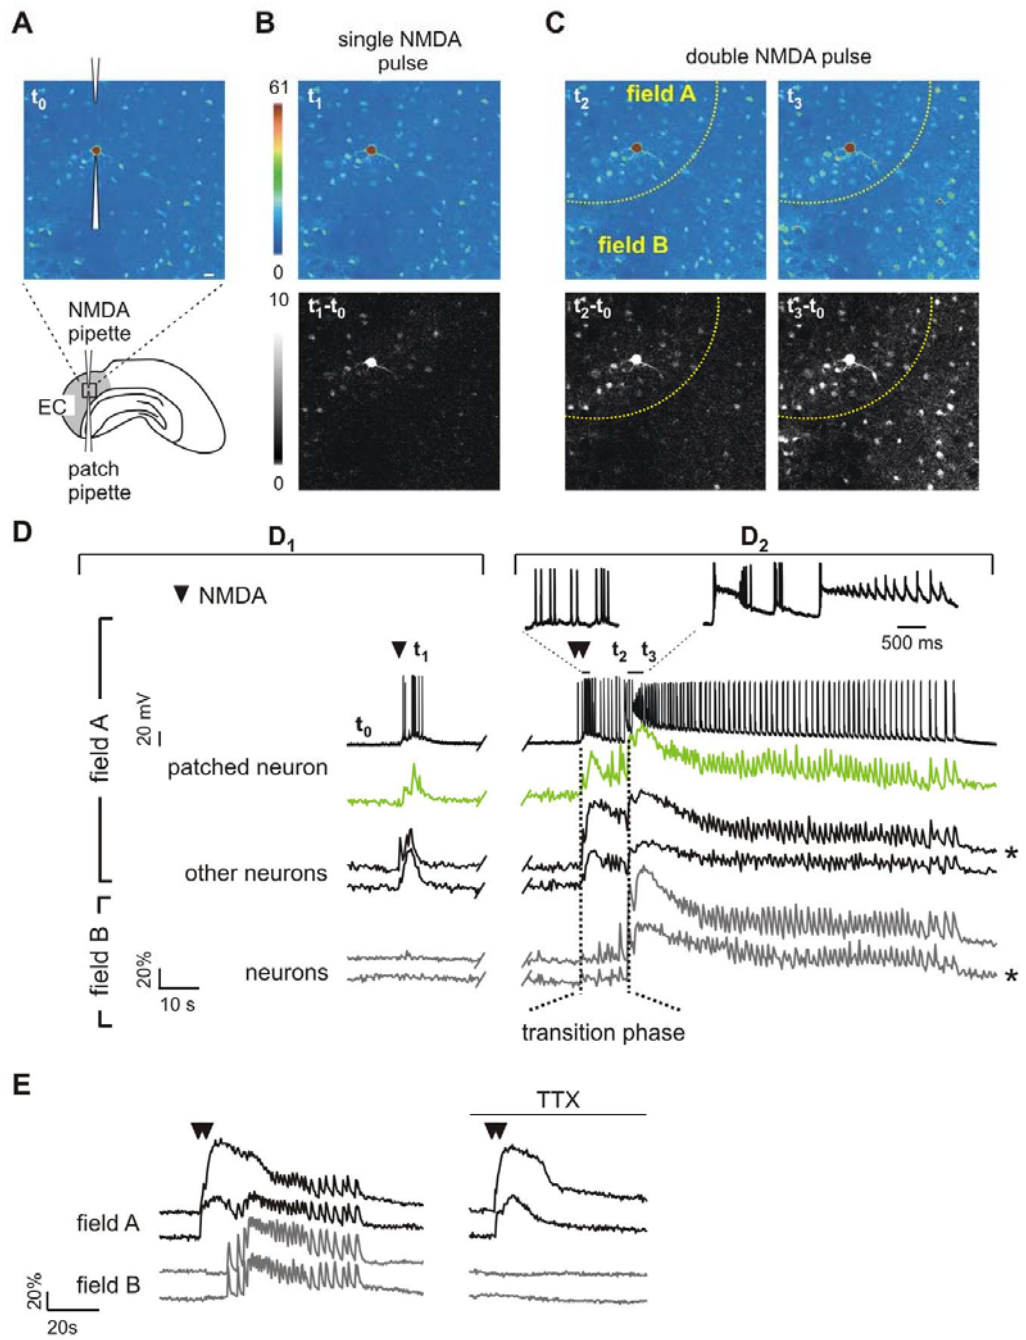 A
B
C
single NMDA
pulse
double NMDA pulse
t0
61
0
t1
t2
field A
field B
t3
10
0
t1-t0
t2-t0
t3-t0
NMDA
pipette
EC
patch
pipette
D
D1
D2
NMDA
500 ms
t1
t2
t3
field A
20 mV
t0
patched neuron
other neurons
*
field B
neurons
*
20%
10 s
transition phase
E
TTX
field A
field B
20%
20s